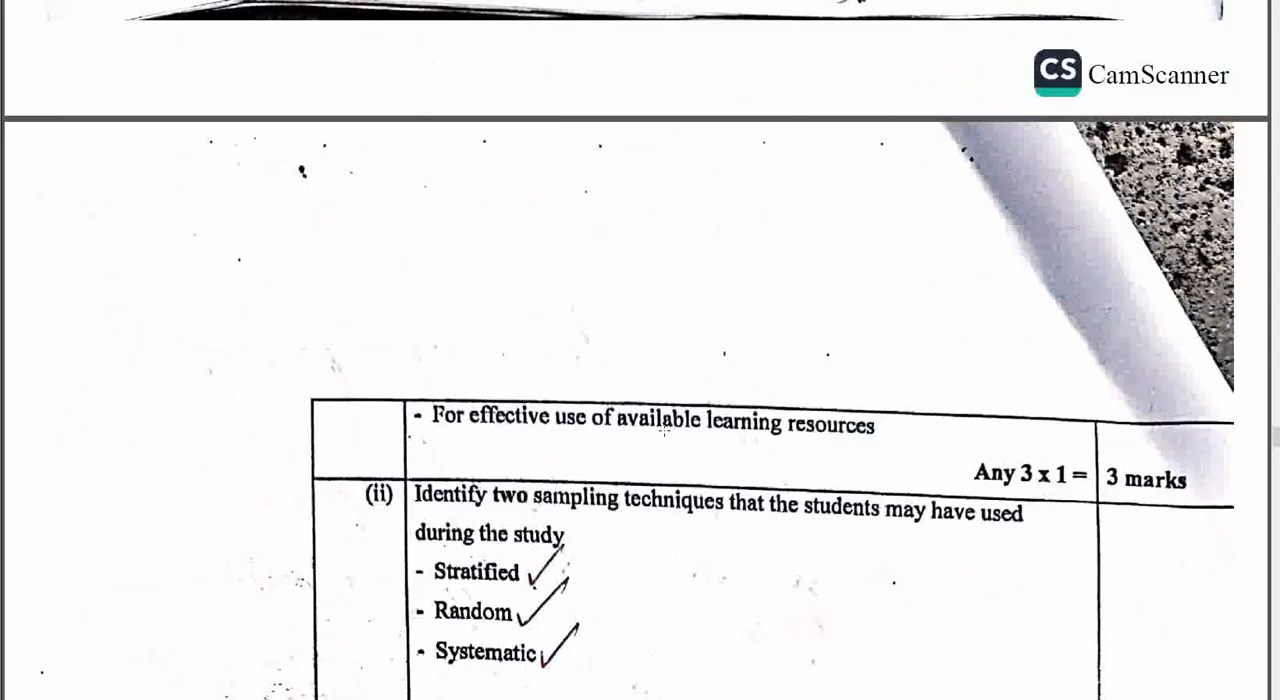 CS CamScanner
- For effective use of available learning resources
Any 3 x 1 = 3 marks
(ii) Identify two sampling techniques that the students may have used
during the study
- Stratified
- Random
- Systematic